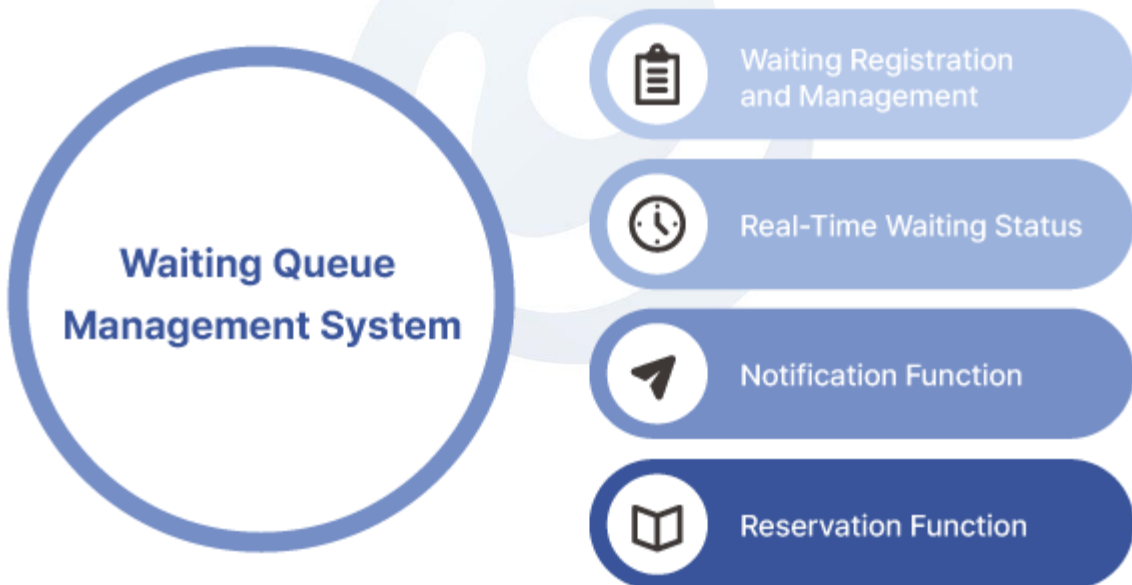 Waiting Queue
Management System
Waiting Registration
and Management
Real-Time Waiting Status
Notification Function
Reservation Function